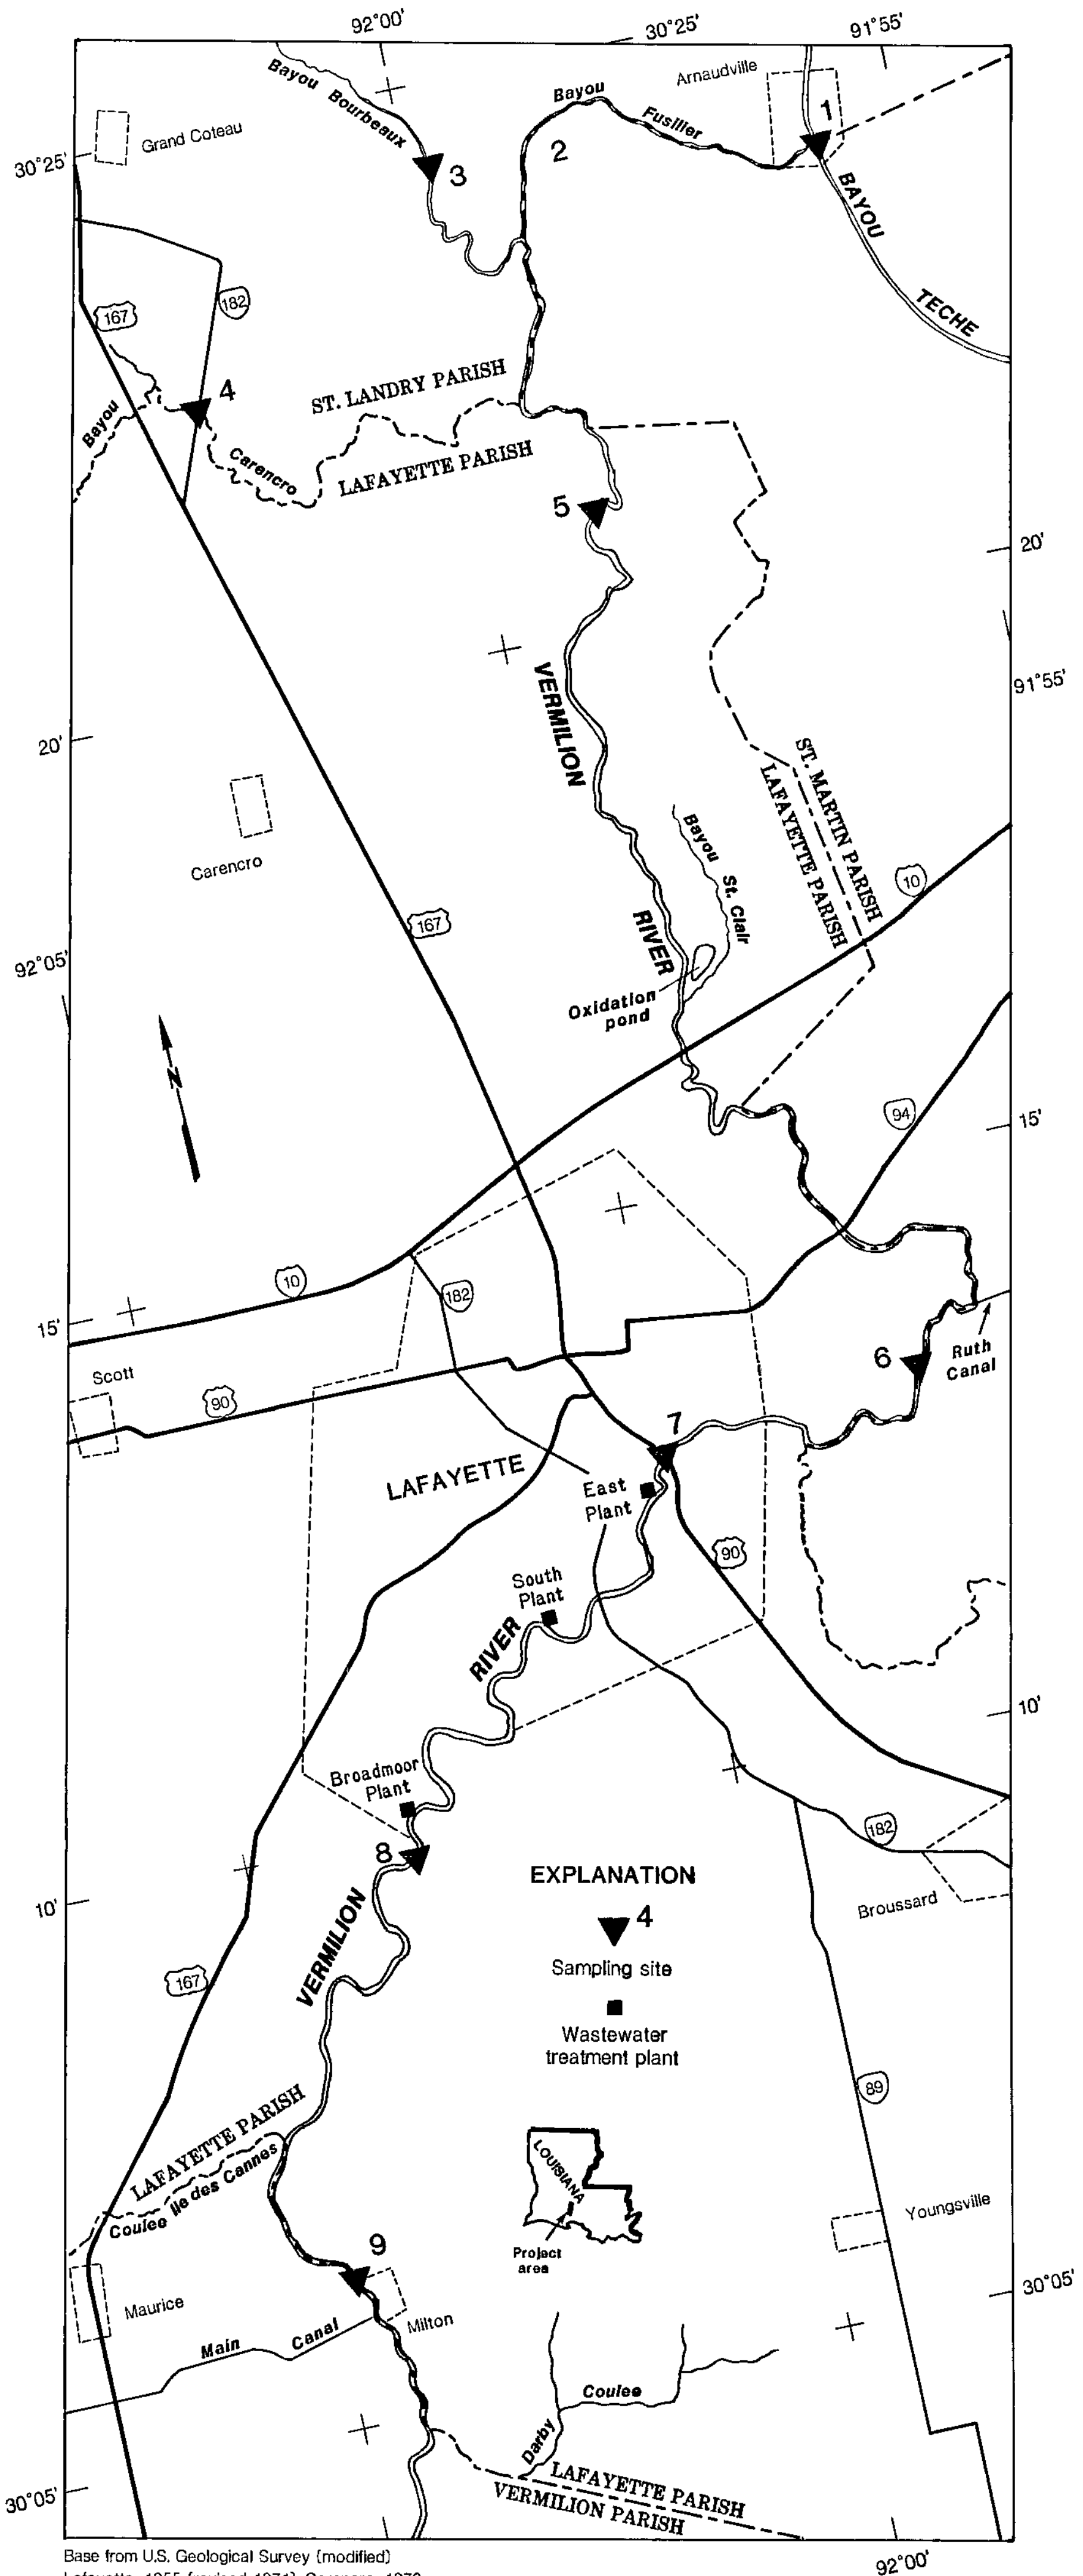 92°00'
30°25'
91°55'
Bayou Bourbeaux
Bayou
Fusilier
Arnaudville
1
Grand Coteau
2
30°25'
3
BAYOU
TECHE
182
167
4
ST. LANDRY PARISH
Bayou
Carencro
LAFAYETTE PARISH
5
20'
VERMILION
91°55'
20'
ST. MARTIN PARISH
LAFAYETTE PARISH
Bayou St. Clair
Carencro
10
167
RIVER
92°05'
Oxidation
pond
N
94
15'
10
182
15'
Ruth
Canal
6
Scott
90
7
LAFAYETTE
East
Plant
90
South
Plant
RIVER
10'
Broadmoor
Plant
182
8
EXPLANATION
4
Broussard
10'
VERMILION
Sampling site
167
Wastewater
treatment plant
89
LAFAYETTE PARISH
Coulee Ile des Cannes
LOUISIANA
Youngsville
Project
area
9
30°05'
Maurice
Milton
Main Canal
Coulee
Darby
LAFAYETTE PARISH
VERMILION PARISH
30°05'
92°00'
Base from U.S. Geological Survey (modified)